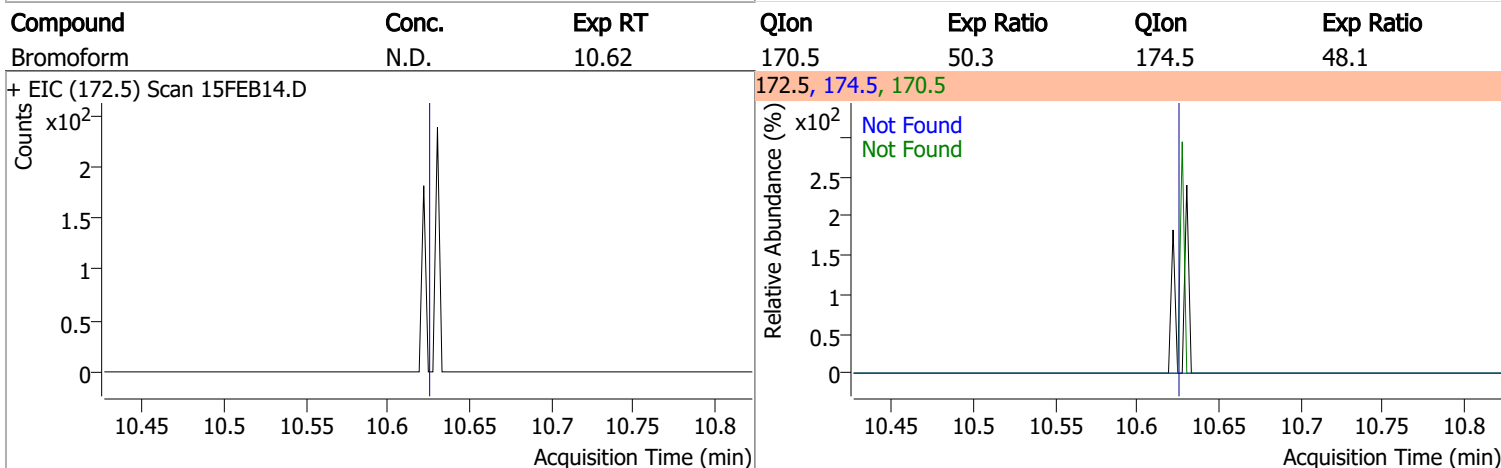 Compound Conc. Exp RT QIon Exp Ratio QIon Exp Ratio
Bromoform N.D. 10.62 170.5 50.3 174.5 48.1
+ EIC (172.5) Scan 15FEB14.D
Counts
x10²
2
1.5
1
0.5
0
10.45 10.5 10.55 10.6 10.65 10.7 10.75 10.8
Acquisition Time (min)
172.5, 174.5, 170.5
Relative Abundance (%)
x10²
Not Found
Not Found
2.5
2
1.5
1
0.5
0
10.45 10.5 10.55 10.6 10.65 10.7 10.75 10.8
Acquisition Time (min)